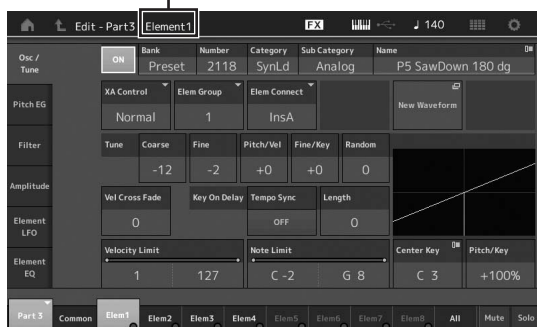 Edit - Part3 Element1 FX 140
Osc / Tune
ON
Bank Number Category Sub Category Name
Preset 2118 SynLd Analog P5 SawDown 180 dg
Pitch EG
XA Control Elem Group Elem Connect
Normal 1 InsA
New Waveform
Filter
Tune Coarse Fine Pitch/Vel Fine/Key Random
-12 -2 +0 +0 0
Amplitude
Vel Cross Fade Key On Delay Tempo Sync Length
0 OFF 0
Element LFO
Velocity Limit Note Limit Center Key Pitch/Key
1 127 C -2 G 8 C 3 +100%
Element EQ
Part 3 Common Elem1 Elem2 Elem3 Elem4 Elem5 Elem6 Elem7 Elem8 All Mute Solo